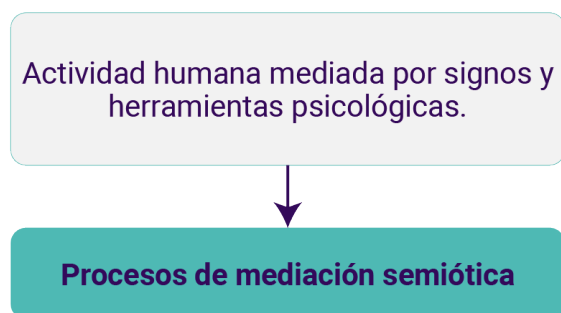 Actividad humana mediada por signos y
herramientas psicológicas.
Procesos de mediación semiótica